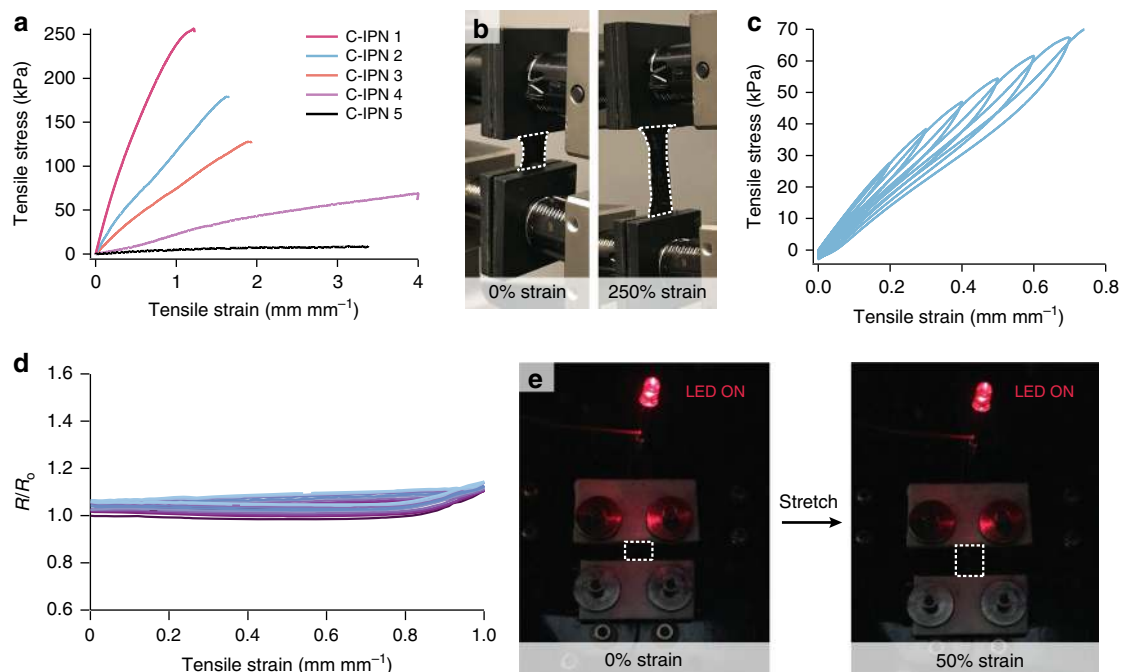 a
250
200
150
100
50
0
Tensile stress (kPa)
0
1
2
3
4
Tensile strain (mm mm⁻¹)
C-IPN 1
C-IPN 2
C-IPN 3
C-IPN 4
C-IPN 5
b
0% strain
250% strain
c
70
60
50
40
30
20
10
0
Tensile stress (kPa)
0.0
0.2
0.4
0.6
0.8
Tensile strain (mm mm⁻¹)
d
1.6
1.4
1.2
1.0
0.8
0.6
R/Rₒ
0
0.2
0.4
0.6
0.8
1.0
Tensile strain (mm mm⁻¹)
e
LED ON
0% strain
Stretch
LED ON
50% strain